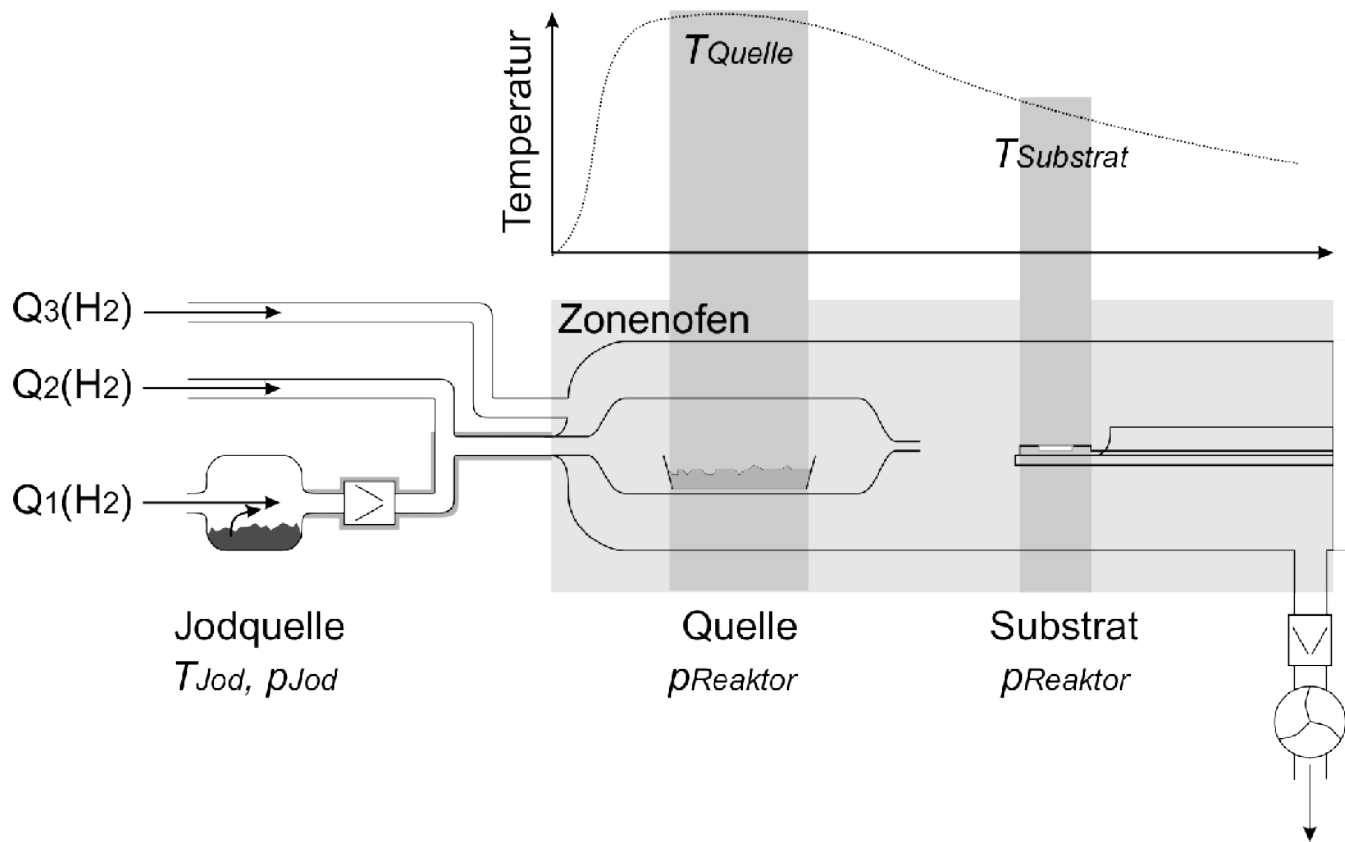 Temperatur
TQuelle
TSubstrat
Q3(H2)
Zonenofen
Q2(H2)
Q1(H2)
Jodquelle
TJod, pJod
Quelle
pReaktor
Substrat
pReaktor